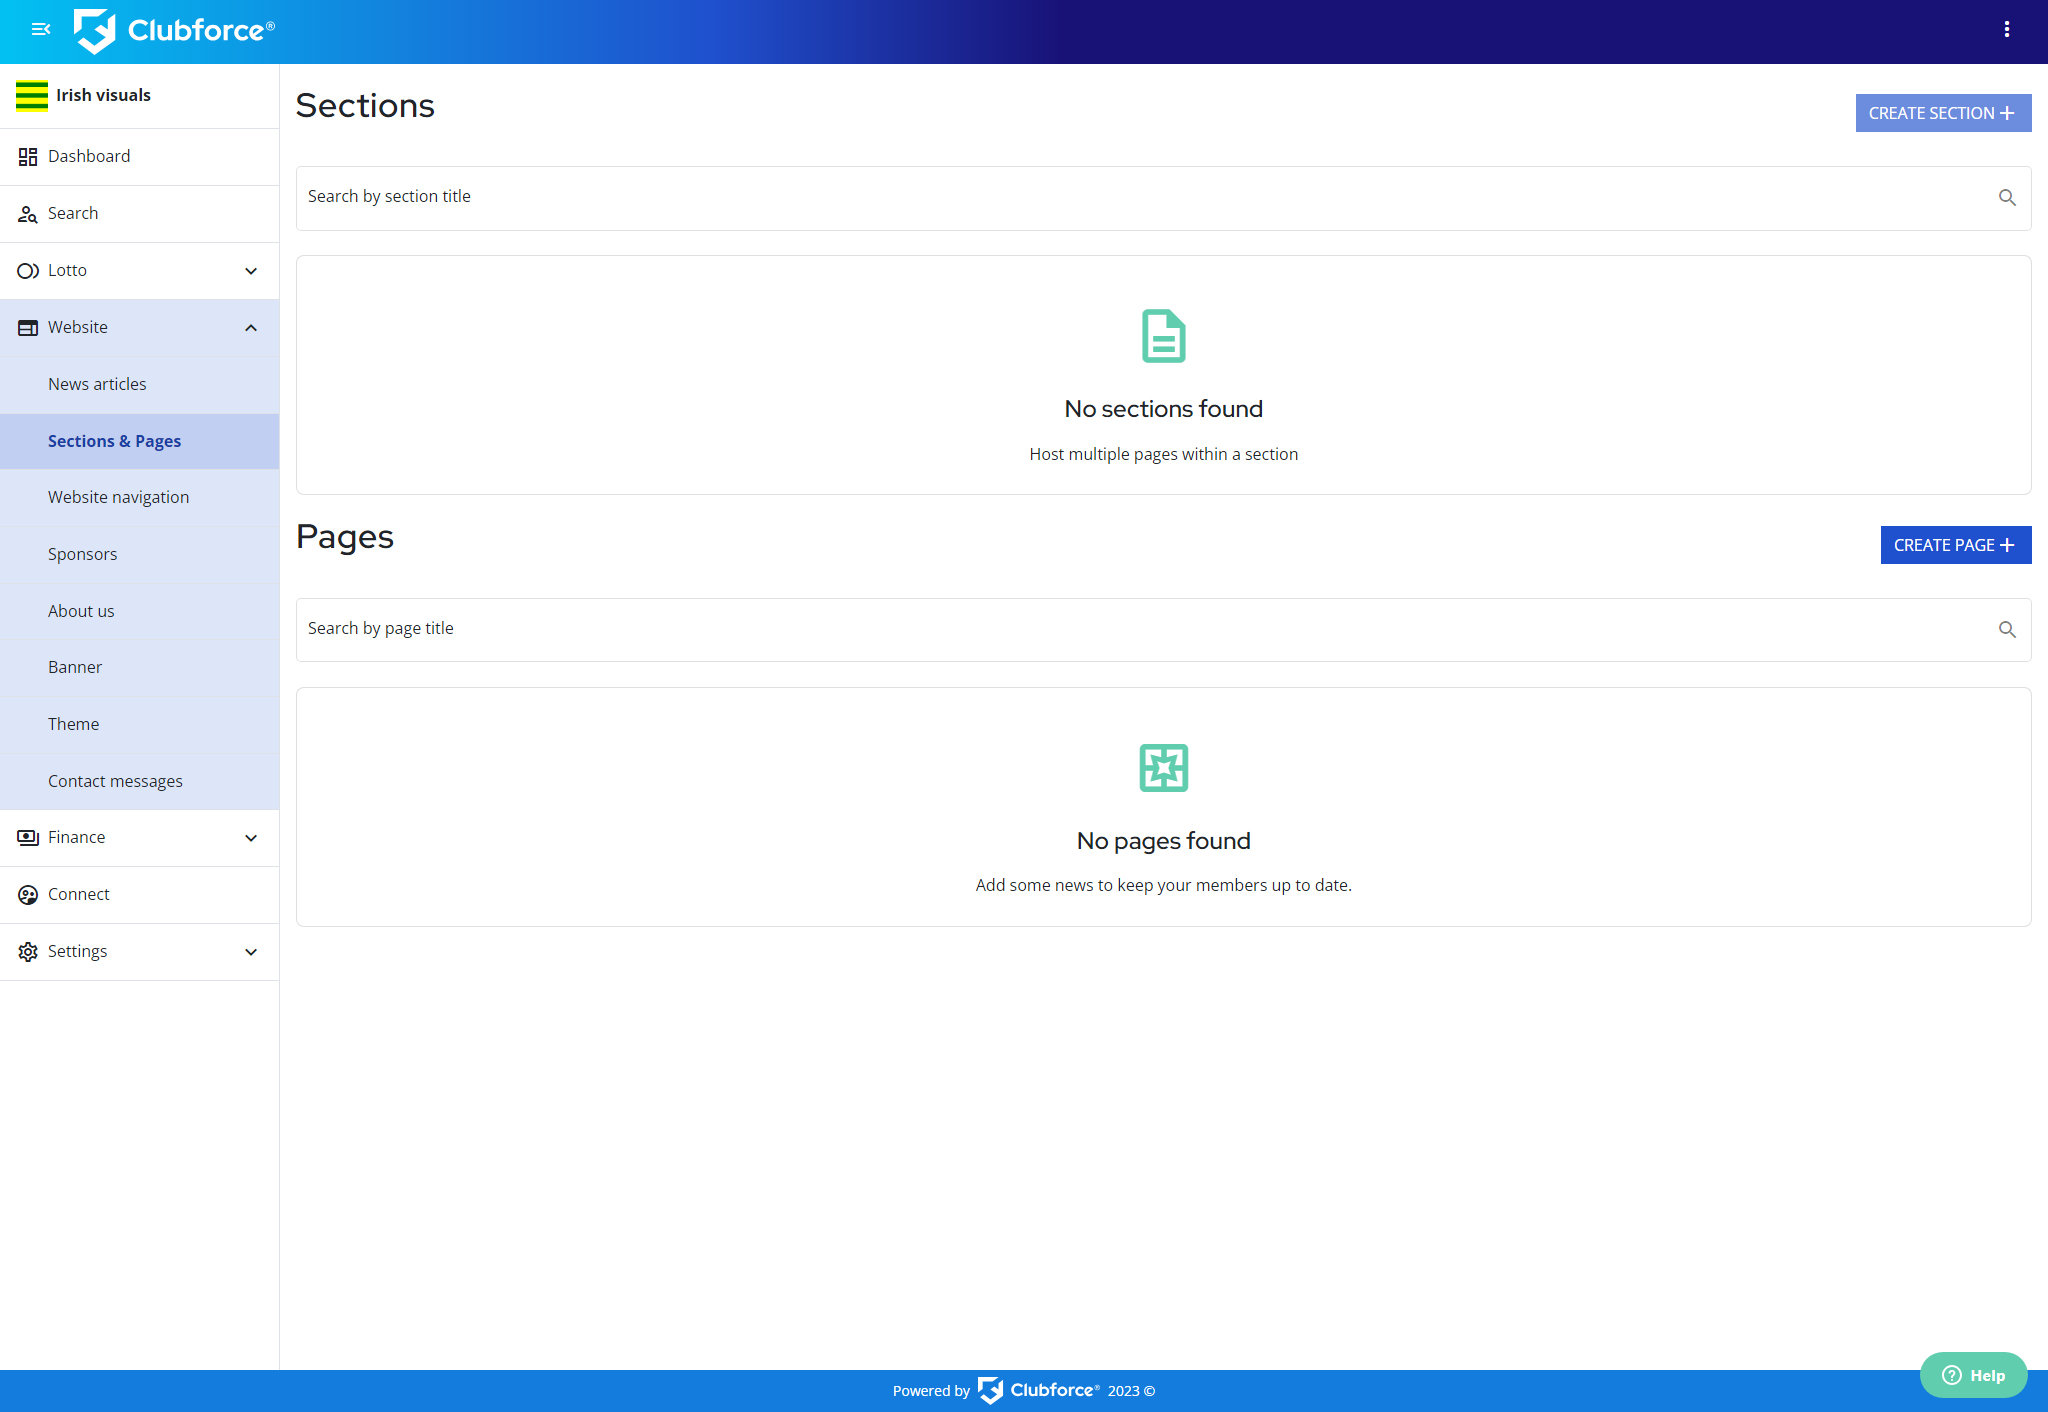 Clubforce®
Irish visuals
Dashboard
Search
Lotto
Website
News articles
Sections & Pages
Website navigation
Sponsors
About us
Banner
Theme
Contact messages
Finance
Connect
Settings
Sections
CREATE SECTION
Search by section title
No sections found
Host multiple pages within a section
Pages
CREATE PAGE
Search by page title
No pages found
Add some news to keep your members up to date.
Powered by Clubforce® 2023 ©
Help